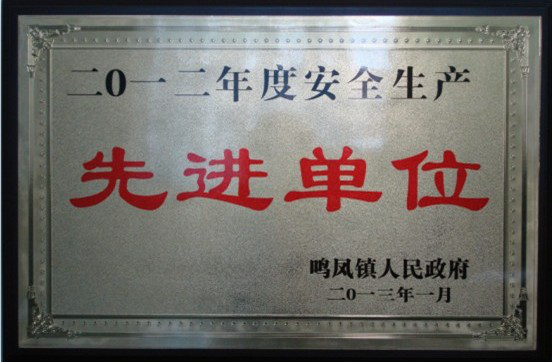 二0一二年度安全生产
先进单位
鸣凤镇人民政府
二0一三年一月